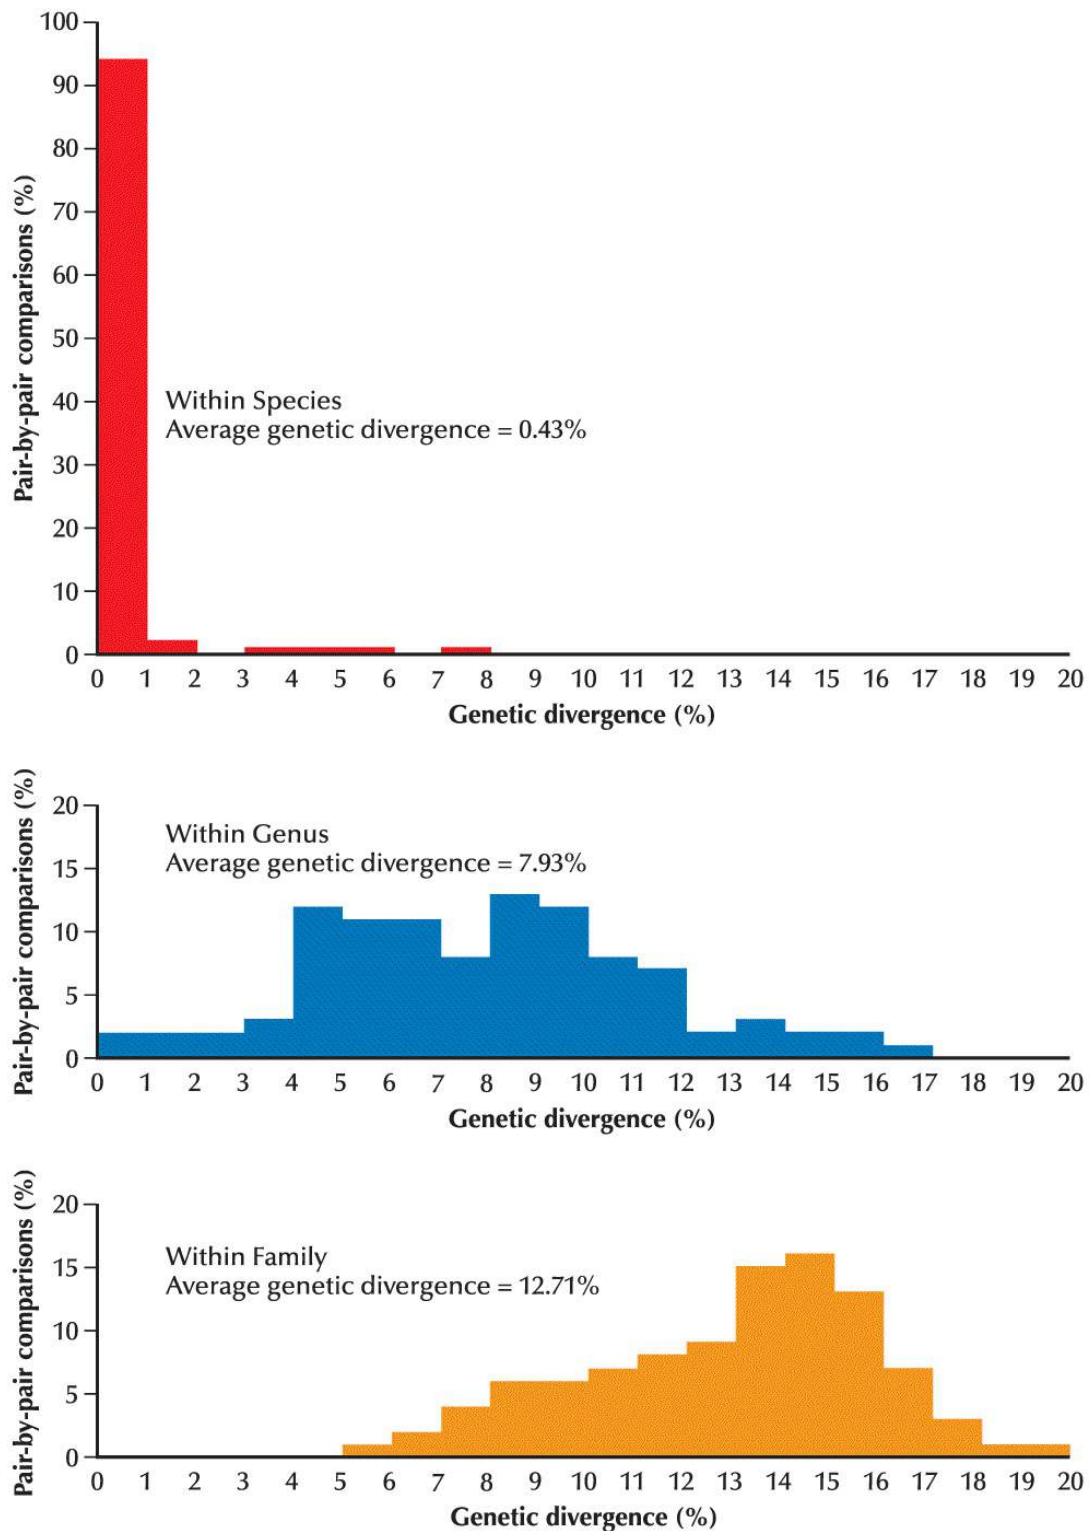 Pair-by-pair comparisons (%)
100
90
80
70
60
50
40
30
20
10
0
Within Species
Average genetic divergence = 0.43%
0 1 2 3 4 5 6 7 8 9 10 11 12 13 14 15 16 17 18 19 20
Genetic divergence (%)
Pair-by-pair comparisons (%)
20
15
10
5
0
Within Genus
Average genetic divergence = 7.93%
0 1 2 3 4 5 6 7 8 9 10 11 12 13 14 15 16 17 18 19 20
Genetic divergence (%)
Pair-by-pair comparisons (%)
20
15
10
5
0
Within Family
Average genetic divergence = 12.71%
0 1 2 3 4 5 6 7 8 9 10 11 12 13 14 15 16 17 18 19 20
Genetic divergence (%)